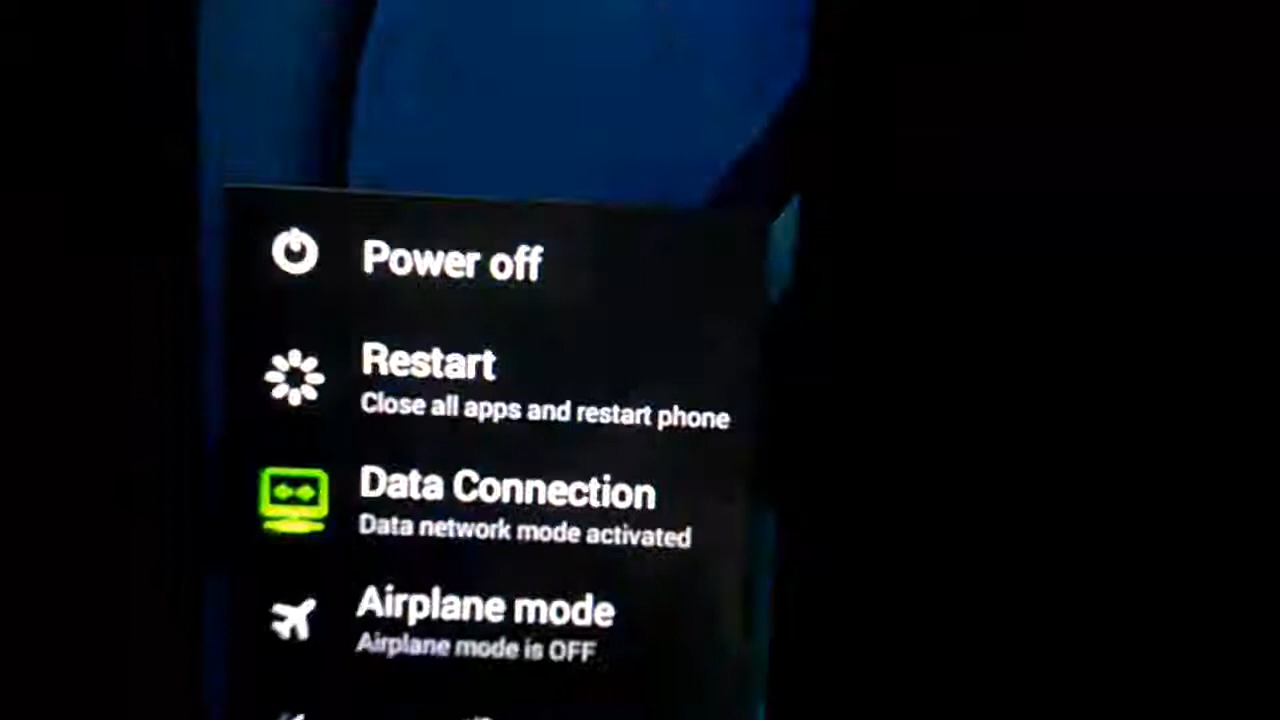 Power off
Restart
Close all apps and restart phone
Data Connection
Data network mode activated
Airplane mode
Airplane mode is OFF